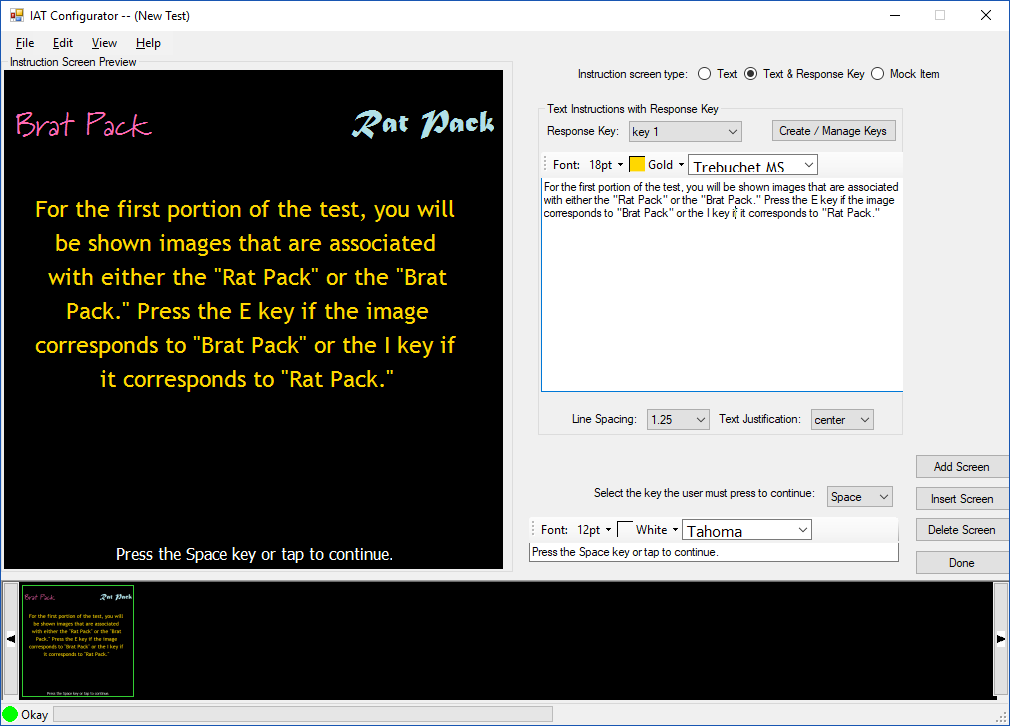 IAT Configurator -- (New Test)
File Edit View Help
Instruction Screen Preview
Brat Pack
Rat Pack
For the first portion of the test, you will
be shown images that are associated
with either the "Rat Pack" or the "Brat
Pack." Press the E key if the image
corresponds to "Brat Pack" or the I key if
it corresponds to "Rat Pack."
Press the Space key or tap to continue.
Instruction screen type: Text Text & Response Key Mock Item
Text Instructions with Response Key
Response Key: key 1 Create / Manage Keys
Font: 18pt Gold Trebuchet MS
For the first portion of the test, you will be shown images that are associated
with either the "Rat Pack" or the "Brat Pack." Press the E key if the image
corresponds to "Brat Pack" or the I key if it corresponds to "Rat Pack."
Line Spacing: 1.25 Text Justification: center
Select the key the user must press to continue: Space
Font: 12pt White Tahoma
Press the Space key or tap to continue.
Add Screen
Insert Screen
Delete Screen
Done
Brat Pack
Rat Pack
For the first portion of the test, you will
be shown images that are associated
with either the "Rat Pack" or the "Brat
Pack." Press the E key if the image
corresponds to "Brat Pack" or the I key if
it corresponds to "Rat Pack."
Press the Space key or tap to continue.
Okay